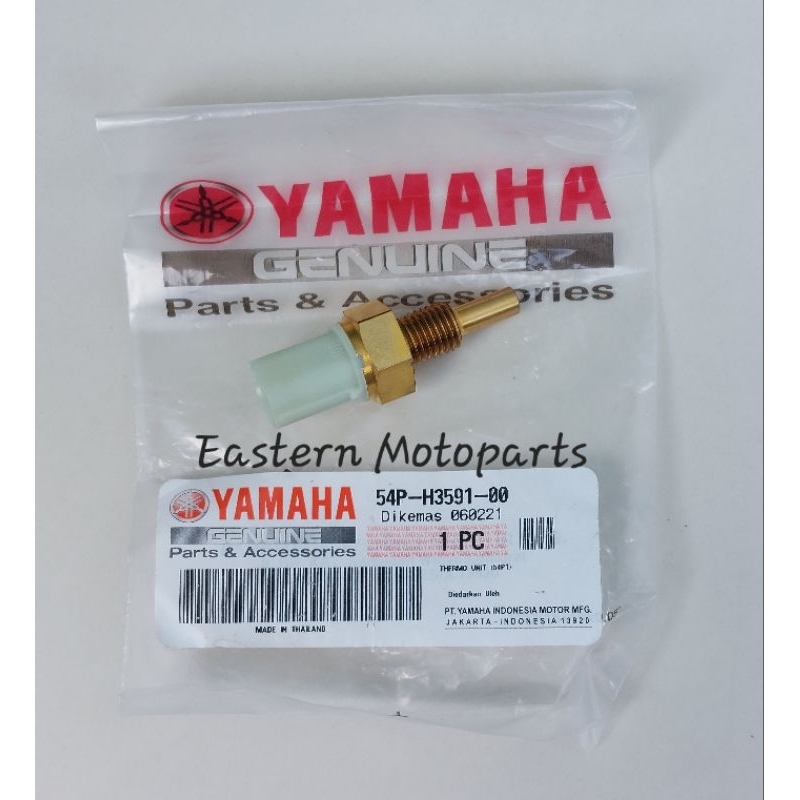 YAMAHA
GENUINE
Parts & Accessories
Eastern Motoparts
YAMAHA
GENUINE
Parts & Accessories
54P-H3591-00
Dikemas 060221
1 PC
THERMO UNIT (54P1)
Diedarkan Oleh
PT. YAMAHA INDONESIA MOTOR MFG.
JAKARTA - INDONESIA 13920
MADE IN THAILAND